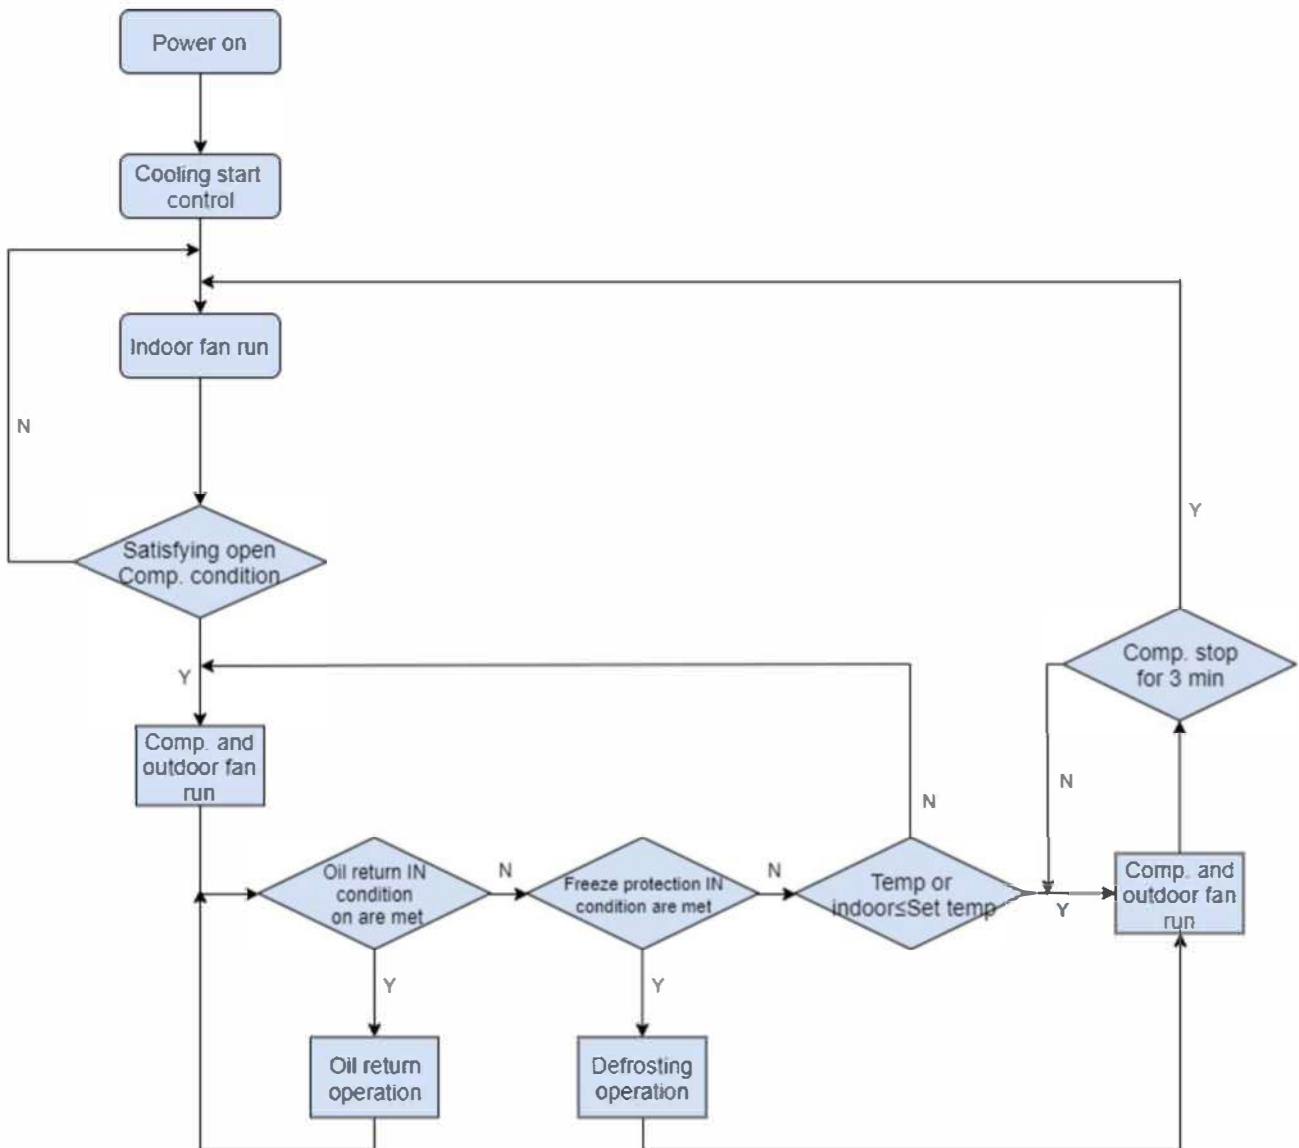 Power on
Cooling start
control
Indoor fan run
N
Satisfying open
Comp. condition
Y
Y
Comp. stop
for 3 min
Comp. and
outdoor fan
run
N
N
Oil return IN
condition
on are met
N
Freeze protection IN
condition are met
N
Temp or
indoor≤Set temp
Y
Comp. and
outdoor fan
run
Y
Y
Oil return
operation
Defrosting
operation